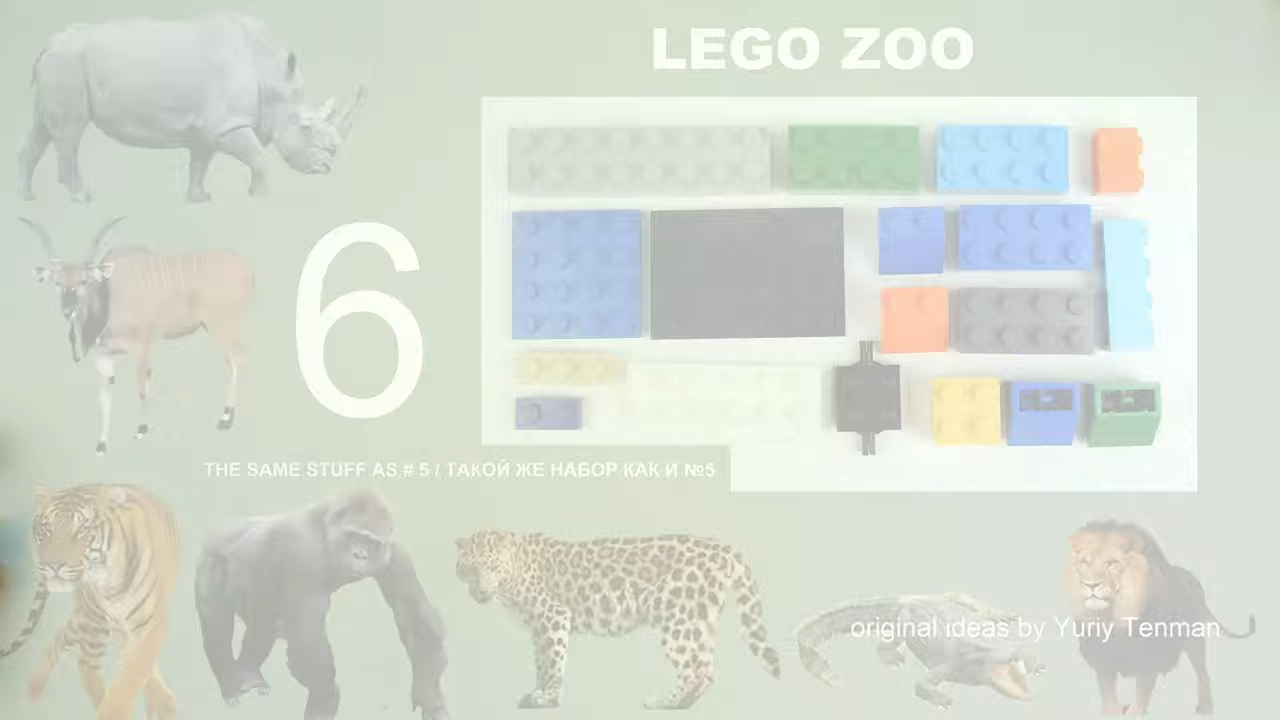 LEGO ZOO
6
THE SAME STUFF AS # 5 / ТАКОЙ ЖЕ НАБОР КАК И №5
original ideas by Yuriy Tenman